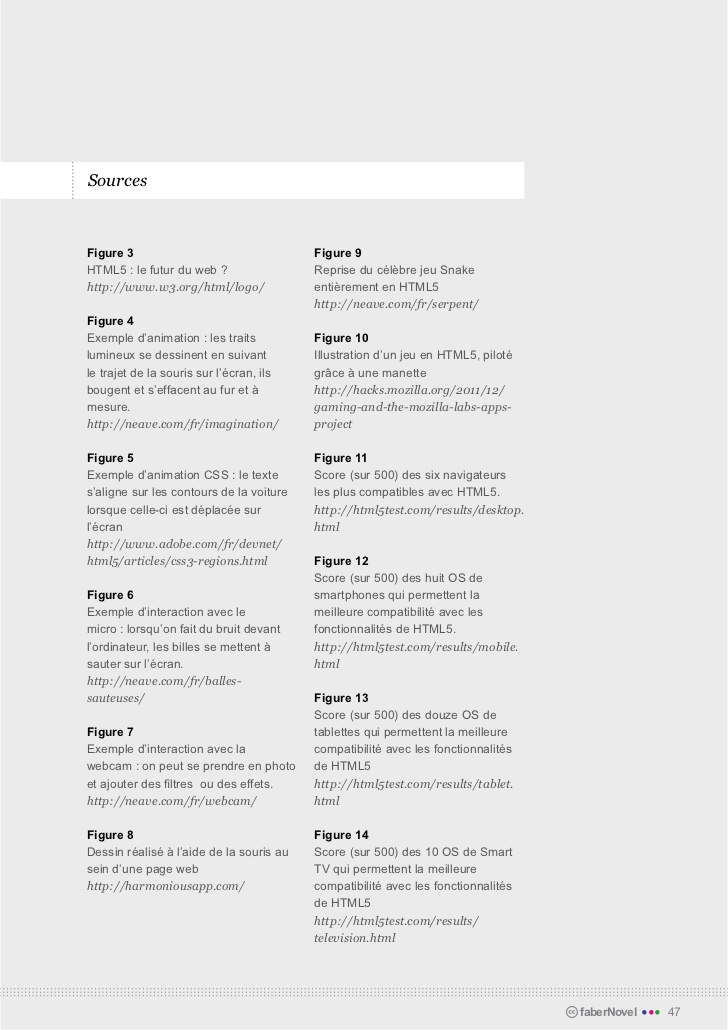 Sources
Figure 3
HTML5 : le futur du web ?
http://www.w3.org/html/logo/
Figure 4
Exemple d’animation : les traits
lumineux se dessinent en suivant
le trajet de la souris sur l’écran, ils
bougent et s’effacent au fur et à
mesure.
http://neave.com/fr/imagination/
Figure 5
Exemple d’animation CSS : le texte
s’aligne sur les contours de la voiture
lorsque celle-ci est déplacée sur
l’écran
http://www.adobe.com/fr/devnet/
html5/articles/css3-regions.html
Figure 6
Exemple d’interaction avec le
micro : lorsqu’on fait du bruit devant
l’ordinateur, les billes se mettent à
sauter sur l’écran.
http://neave.com/fr/balles-
sauteuses/
Figure 7
Exemple d’interaction avec la
webcam : on peut se prendre en photo
et ajouter des filtres ou des effets.
http://neave.com/fr/webcam/
Figure 8
Dessin réalisé à l’aide de la souris au
sein d’une page web
http://harmoniousapp.com/
Figure 9
Reprise du célèbre jeu Snake
entièrement en HTML5
http://neave.com/fr/serpent/
Figure 10
Illustration d’un jeu en HTML5, piloté
grâce à une manette
http://hacks.mozilla.org/2011/12/
gaming-and-the-mozilla-labs-apps-
project
Figure 11
Score (sur 500) des six navigateurs
les plus compatibles avec HTML5.
http://html5test.com/results/desktop.
html
Figure 12
Score (sur 500) des huit OS de
smartphones qui permettent la
meilleure compatibilité avec les
fonctionnalités de HTML5.
http://html5test.com/results/mobile.
html
Figure 13
Score (sur 500) des douze OS de
tablettes qui permettent la meilleure
compatibilité avec les fonctionnalités
de HTML5
http://html5test.com/results/tablet.
html
Figure 14
Score (sur 500) des 10 OS de Smart
TV qui permettent la meilleure
compatibilité avec les fonctionnalités
de HTML5
http://html5test.com/results/
television.html
cc faberNovel 47